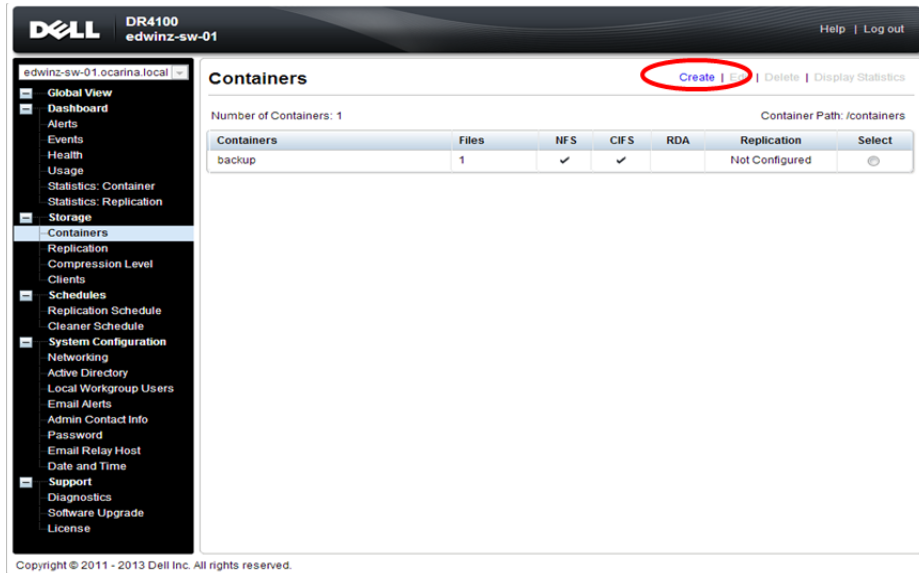 DELL
DR4100
edwinz-sw-01
Help | Log out
edwinz-sw-01.ocarina.local
Global View
Dashboard
Alerts
Events
Health
Usage
Statistics: Container
Statistics: Replication
Storage
Containers
Replication
Compression Level
Clients
Schedules
Replication Schedule
Cleaner Schedule
System Configuration
Networking
Active Directory
Local Workgroup Users
Email Alerts
Admin Contact Info
Password
Email Relay Host
Date and Time
Support
Diagnostics
Software Upgrade
License
Containers
Create | Edit | Delete | Display Statistics
Number of Containers: 1
Container Path: /containers
Containers Files NFS CIFS RDA Replication Select
backup 1 ✔ ✔ Not Configured
Copyright © 2011 - 2013 Dell Inc. All rights reserved.